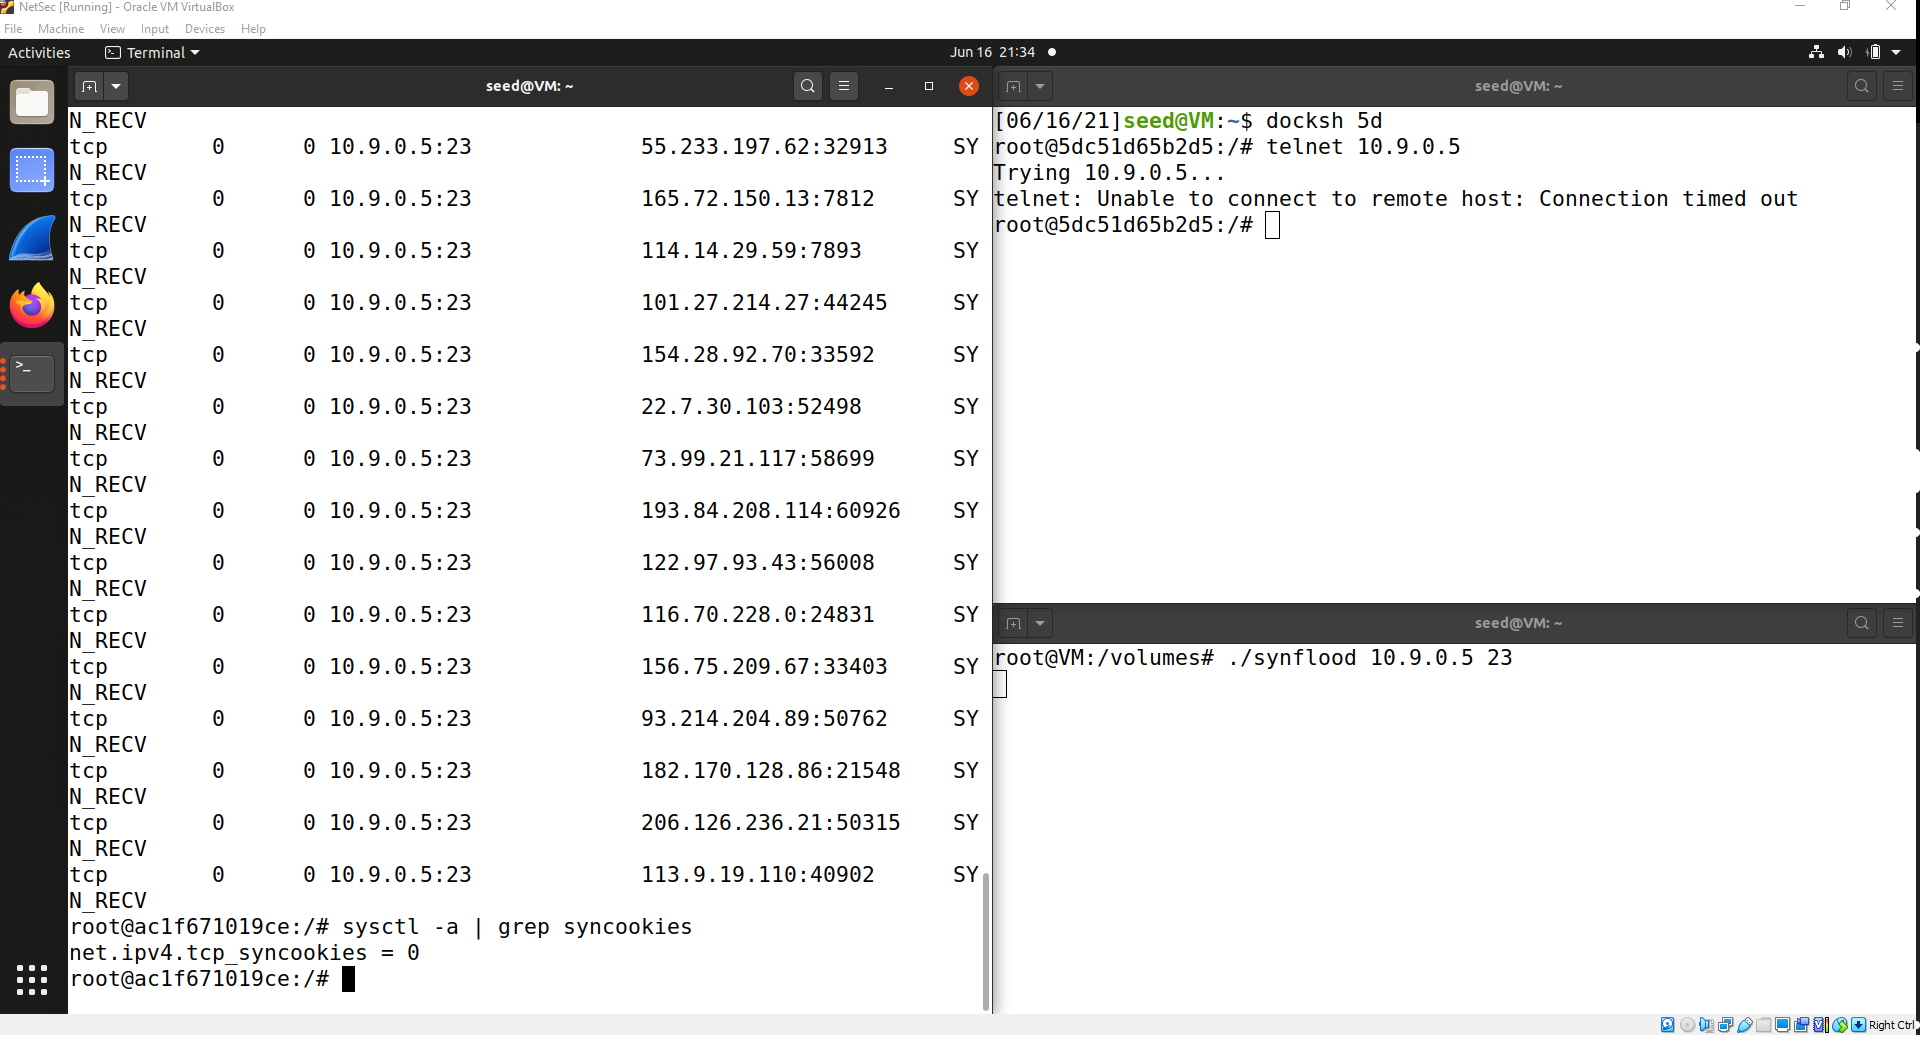 NetSec [Running] - Oracle VM VirtualBox
File Machine View Input Devices Help
Activities Terminal Jun 16 21:34
seed@VM: ~
N_RECV
tcp 0 0 10.9.0.5:23 55.233.197.62:32913 SY
N_RECV
tcp 0 0 10.9.0.5:23 165.72.150.13:7812 SY
N_RECV
tcp 0 0 10.9.0.5:23 114.14.29.59:7893 SY
N_RECV
tcp 0 0 10.9.0.5:23 101.27.214.27:44245 SY
N_RECV
tcp 0 0 10.9.0.5:23 154.28.92.70:33592 SY
N_RECV
tcp 0 0 10.9.0.5:23 22.7.30.103:52498 SY
N_RECV
tcp 0 0 10.9.0.5:23 73.99.21.117:58699 SY
N_RECV
tcp 0 0 10.9.0.5:23 193.84.208.114:60926 SY
N_RECV
tcp 0 0 10.9.0.5:23 122.97.93.43:56008 SY
N_RECV
tcp 0 0 10.9.0.5:23 116.70.228.0:24831 SY
N_RECV
tcp 0 0 10.9.0.5:23 156.75.209.67:33403 SY
N_RECV
tcp 0 0 10.9.0.5:23 93.214.204.89:50762 SY
N_RECV
tcp 0 0 10.9.0.5:23 182.170.128.86:21548 SY
N_RECV
tcp 0 0 10.9.0.5:23 206.126.236.21:50315 SY
N_RECV
tcp 0 0 10.9.0.5:23 113.9.19.110:40902 SY
N_RECV
root@ac1f671019ce:/# sysctl -a | grep syncookies
net.ipv4.tcp_syncookies = 0
root@ac1f671019ce:/#
seed@VM: ~
[06/16/21]seed@VM:~$ docksh 5d
root@5dc51d65b2d5:/# telnet 10.9.0.5
Trying 10.9.0.5...
telnet: Unable to connect to remote host: Connection timed out
root@5dc51d65b2d5:/#
seed@VM: ~
root@VM:/volumes# ./synflood 10.9.0.5 23
Right Ctrl